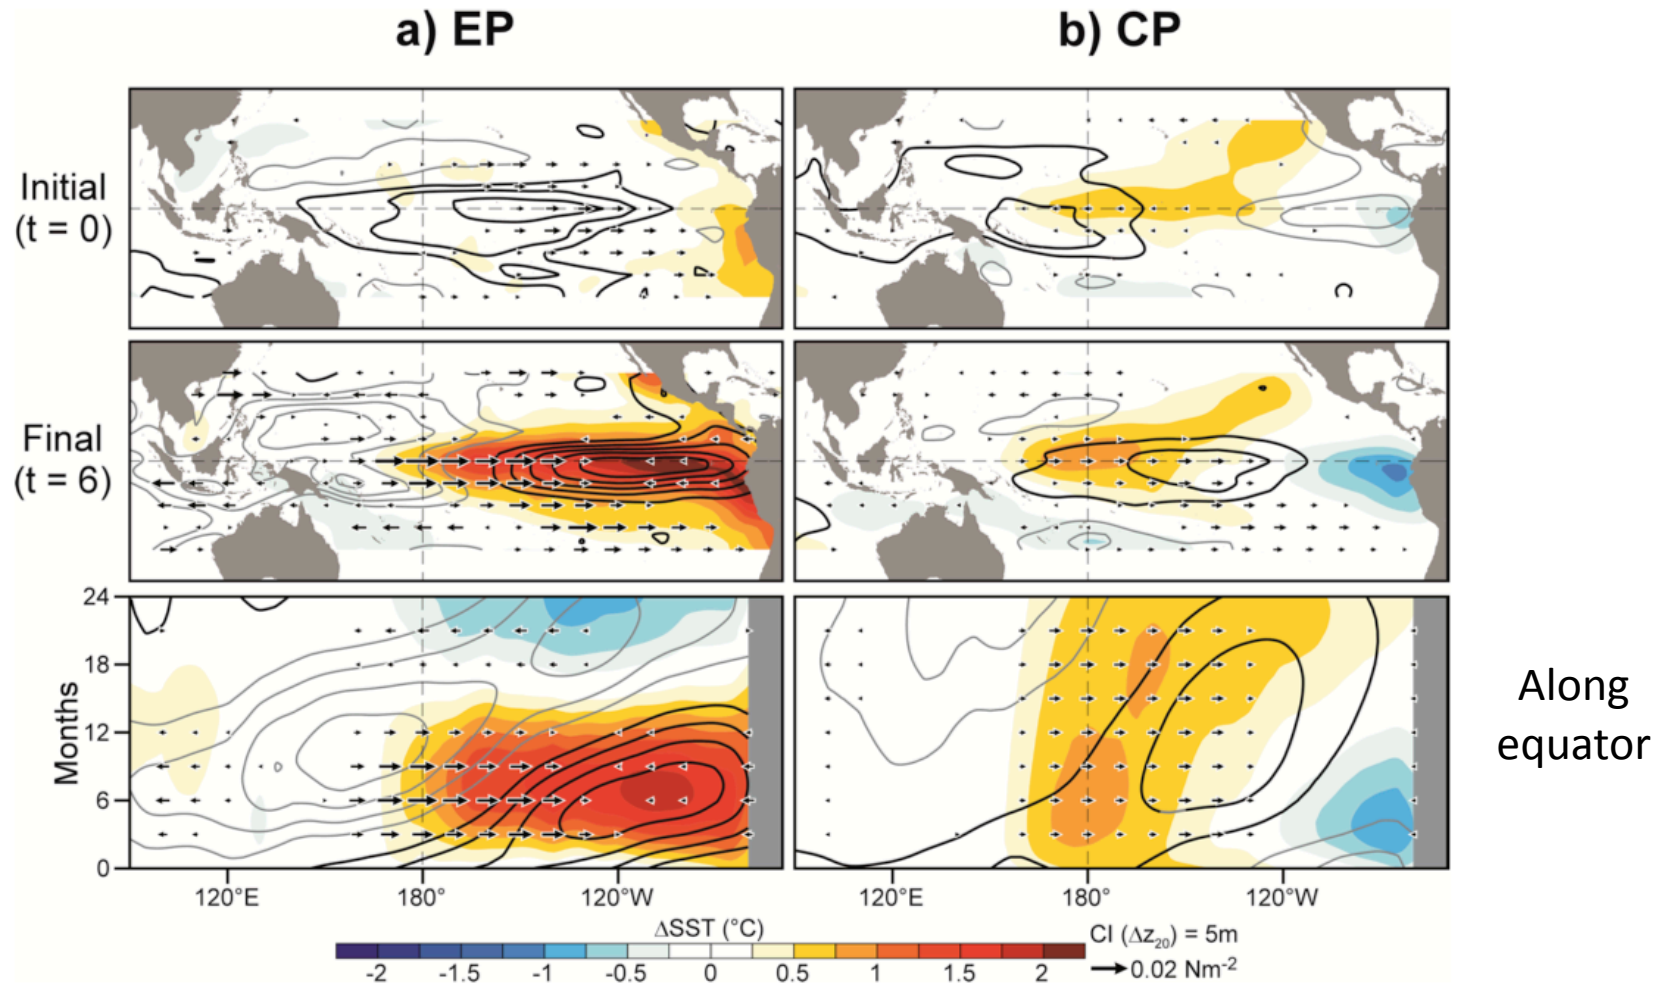 a) EP
b) CP
Initial
(t = 0)
Final
(t = 6)
24
18
12
6
0
Months
Along
equator
120°E
180°
120°W
120°E
180°
120°W
ΔSST (°C)
-2
-1.5
-1
-0.5
0
0.5
1
1.5
2
CI (Δz₂₀) = 5m
0.02 Nm⁻²